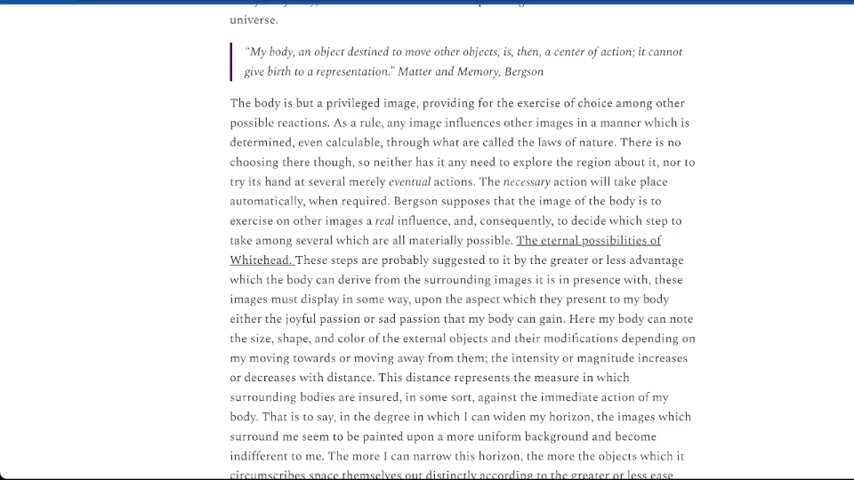 universe.
“My body, an object destined to move other objects, is, then, a center of action; it cannot
give birth to a representation.” Matter and Memory, Bergson
The body is but a privileged image, providing for the exercise of choice among other
possible reactions. As a rule, any image influences other images in a manner which is
determined, even calculable, through what are called the laws of nature. There is no
choosing there though, so neither has it any need to explore the region about it, nor to
try its hand at several merely eventual actions. The necessary action will take place
automatically, when required. Bergson supposes that the image of the body is to
exercise on other images a real influence, and, consequently, to decide which step to
take among several which are all materially possible. The eternal possibilities of
Whitehead. These steps are probably suggested to it by the greater or less advantage
which the body can derive from the surrounding images it is in presence with, these
images must display in some way, upon the aspect which they present to my body
either the joyful passion or sad passion that my body can gain. Here my body can note
the size, shape, and color of the external objects and their modifications depending on
my moving towards or moving away from them; the intensity or magnitude increases
or decreases with distance. This distance represents the measure in which
surrounding bodies are insured, in some sort, against the immediate action of my
body. That is to say, in the degree in which I can widen my horizon, the images which
surround me seem to be painted upon a more uniform background and become
indifferent to me. The more I can narrow this horizon, the more the objects which it
circumscribes space themselves out distinctly according to the greater or less ease